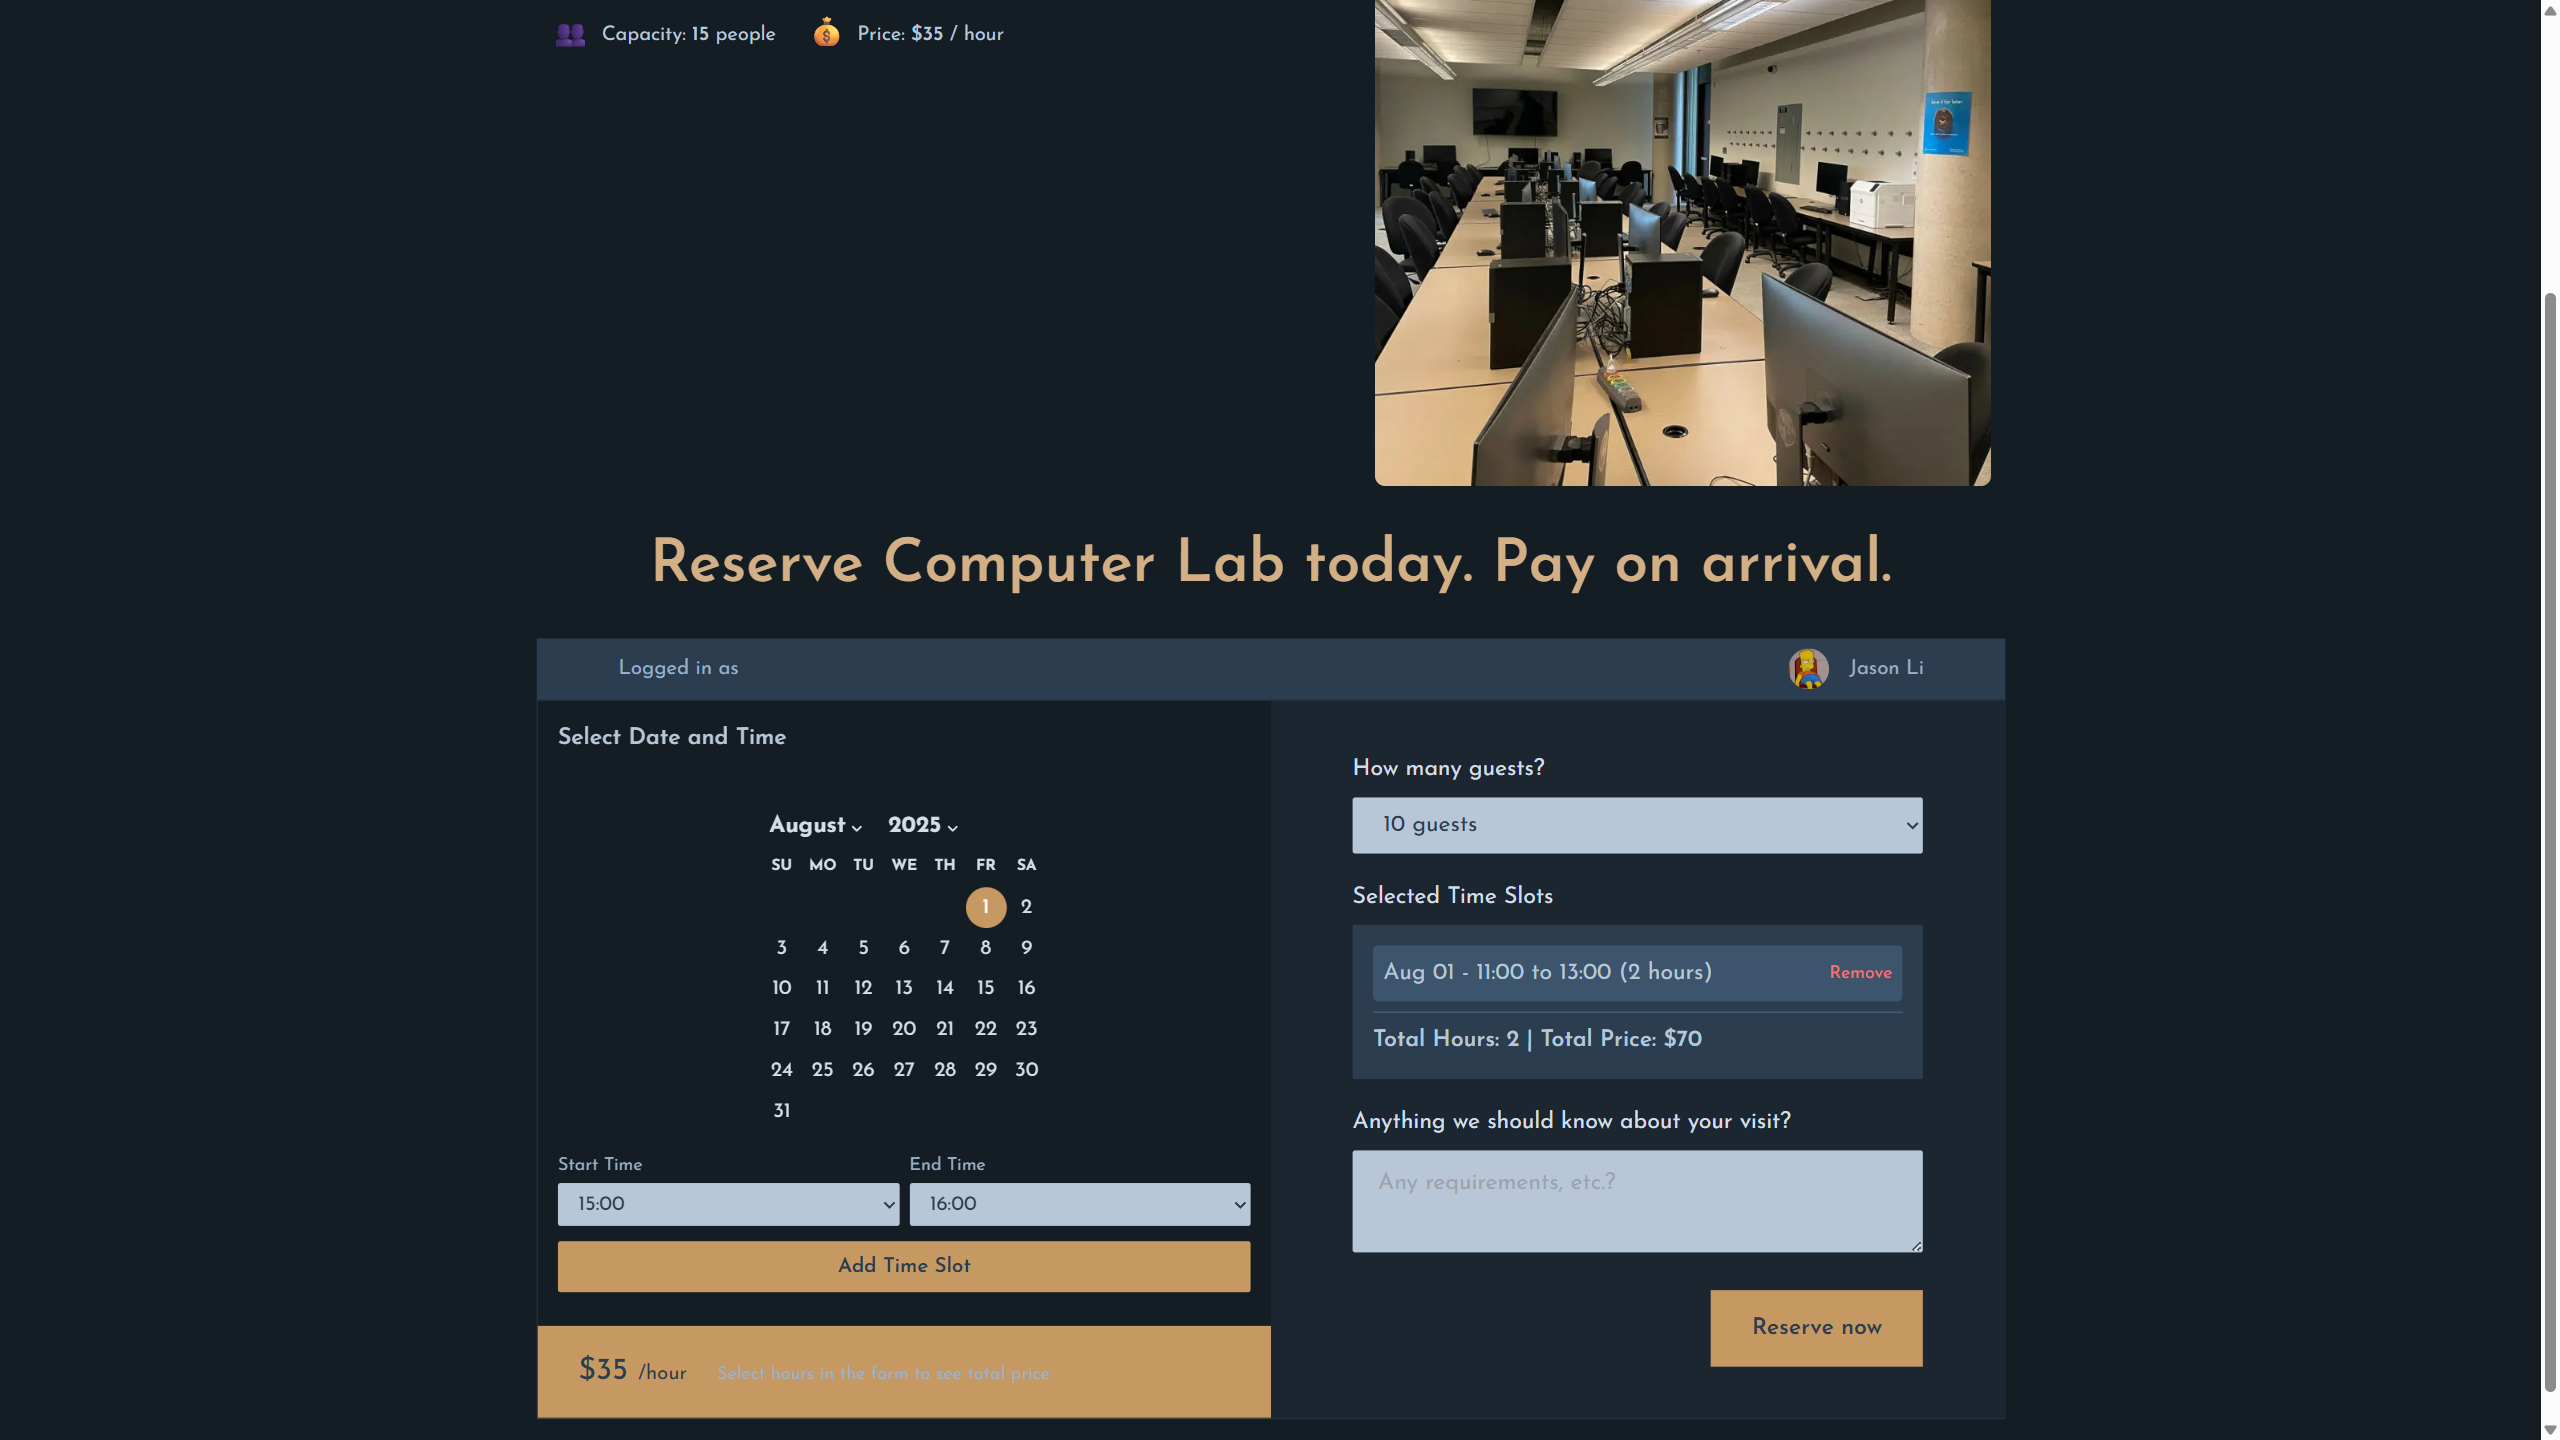 Capacity: 15 people
Price: $35 / hour
Reserve Computer Lab today. Pay on arrival.
Logged in as
Jason Li
Select Date and Time
August
2025
SU MO TU WE TH FR SA
1 2
3 4 5 6 7 8 9
10 11 12 13 14 15 16
17 18 19 20 21 22 23
24 25 26 27 28 29 30
31
Start Time
End Time
15:00
16:00
Add Time Slot
$35 /hour
Select hours in the form to see total price
How many guests?
10 guests
Selected Time Slots
Aug 01 - 11:00 to 13:00 (2 hours)
Remove
Total Hours: 2 | Total Price: $70
Anything we should know about your visit?
Any requirements, etc.?
Reserve now